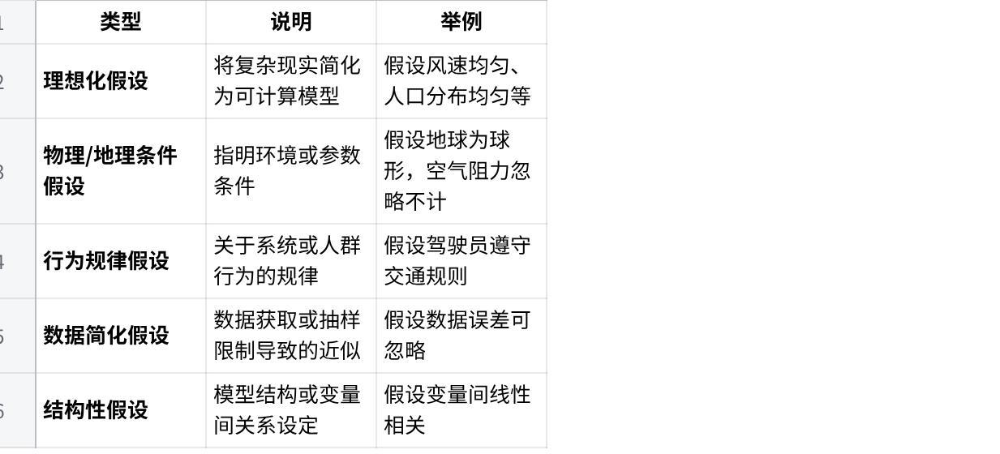 1 类型 说明 举例
2 理想化假设 将复杂现实简化 假设风速均匀、
为可计算模型 人口分布均匀等
3 物理/地理条件 指明环境或参数 假设地球为球
假设 条件 形，空气阻力忽
略不计
4 行为规律假设 关于系统或人群 假设驾驶员遵守
行为的规律 交通规则
5 数据简化假设 数据获取或抽样 假设数据误差可
限制导致的近似 忽略
6 结构性假设 模型结构或变量 假设变量间线性
间关系设定 相关